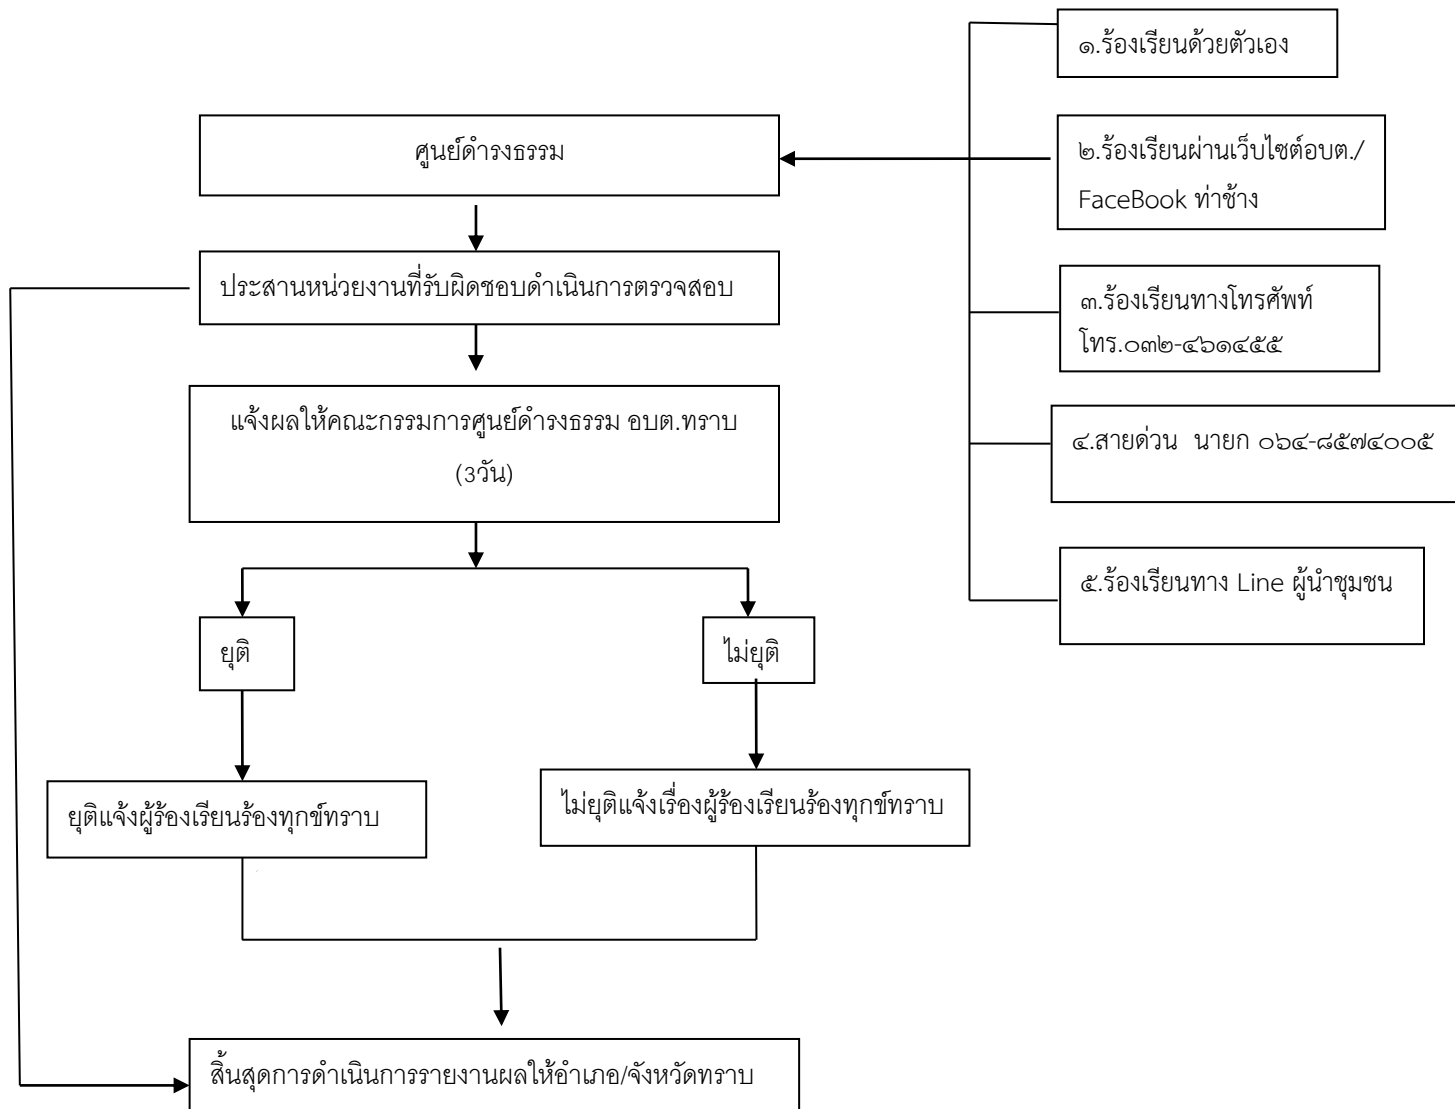 ๑.ร้องเรียนด้วยตัวเอง
ศูนย์ดำรงธรรม
๒.ร้องเรียนผ่านเว็บไซต์อบต./
FaceBook ท่าช้าง
ประสานหน่วยงานที่รับผิดชอบดำเนินการตรวจสอบ
๓.ร้องเรียนทางโทรศัพท์
โทร.๐๓๒-๔๖๑๔๕๕
แจ้งผลให้คณะกรรมการศูนย์ดำรงธรรม อบต.ทราบ
(3วัน)
๔.สายด่วน นายก ๐๖๔-๘๕๗๔๐๐๕
๕.ร้องเรียนทาง Line ผู้นำชุมชน
ยุติ
ไม่ยุติ
ยุติแจ้งผู้ร้องเรียนร้องทุกข์ทราบ
ไม่ยุติแจ้งเรื่องผู้ร้องเรียนร้องทุกข์ทราบ
สิ้นสุดการดำเนินการรายงานผลให้อำเภอ/จังหวัดทราบ